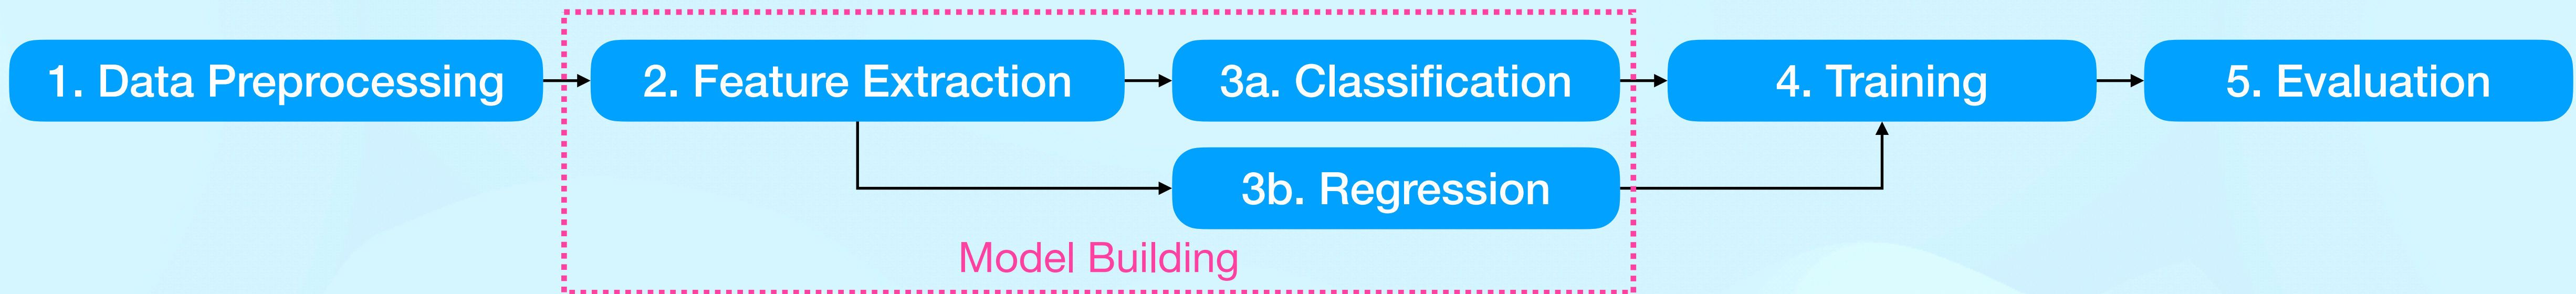 1. Data Preprocessing
2. Feature Extraction
3a. Classification
4. Training
5. Evaluation
3b. Regression
Model Building